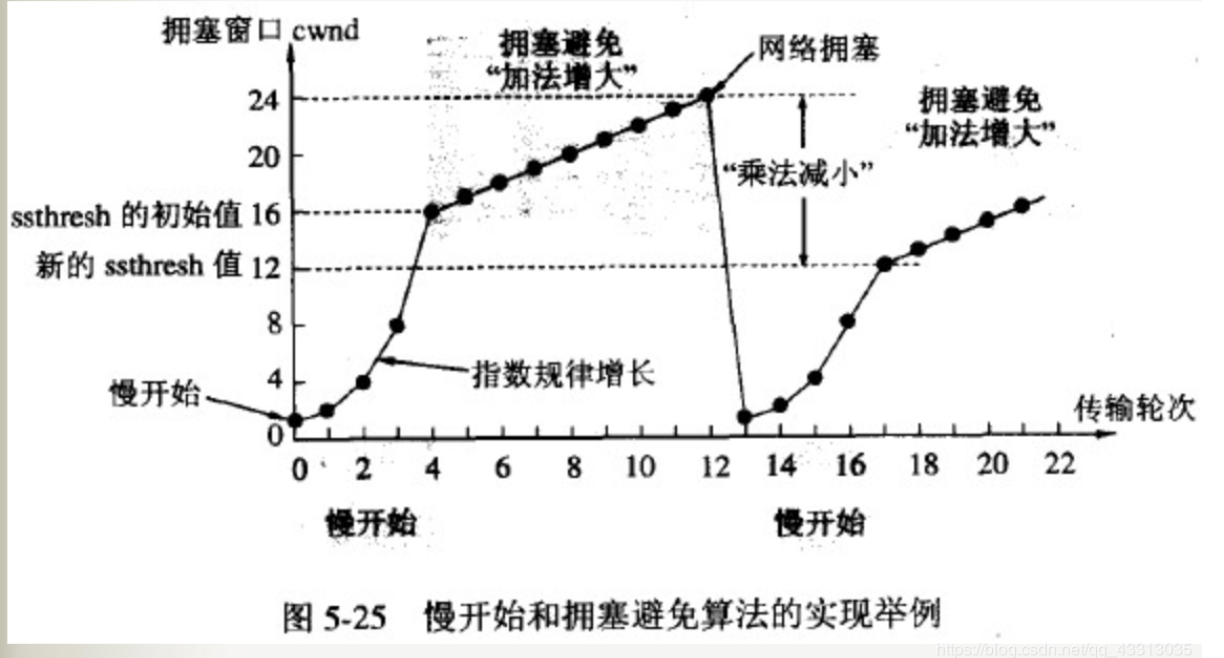 拥塞窗口 cwnd
拥塞避免
“加法增大”
网络拥塞
拥塞避免
“加法增大”
24
20
“乘法减小”
ssthresh 的初始值 16
新的 ssthresh 值 12
8
4
指数规律增长
慢开始
0
传输轮次
0 2 4 6 8 10 12 14 16 18 20 22
慢开始
慢开始
图 5-25 慢开始和拥塞避免算法的实现举例
https://blog.csdn.net/qq_43313035